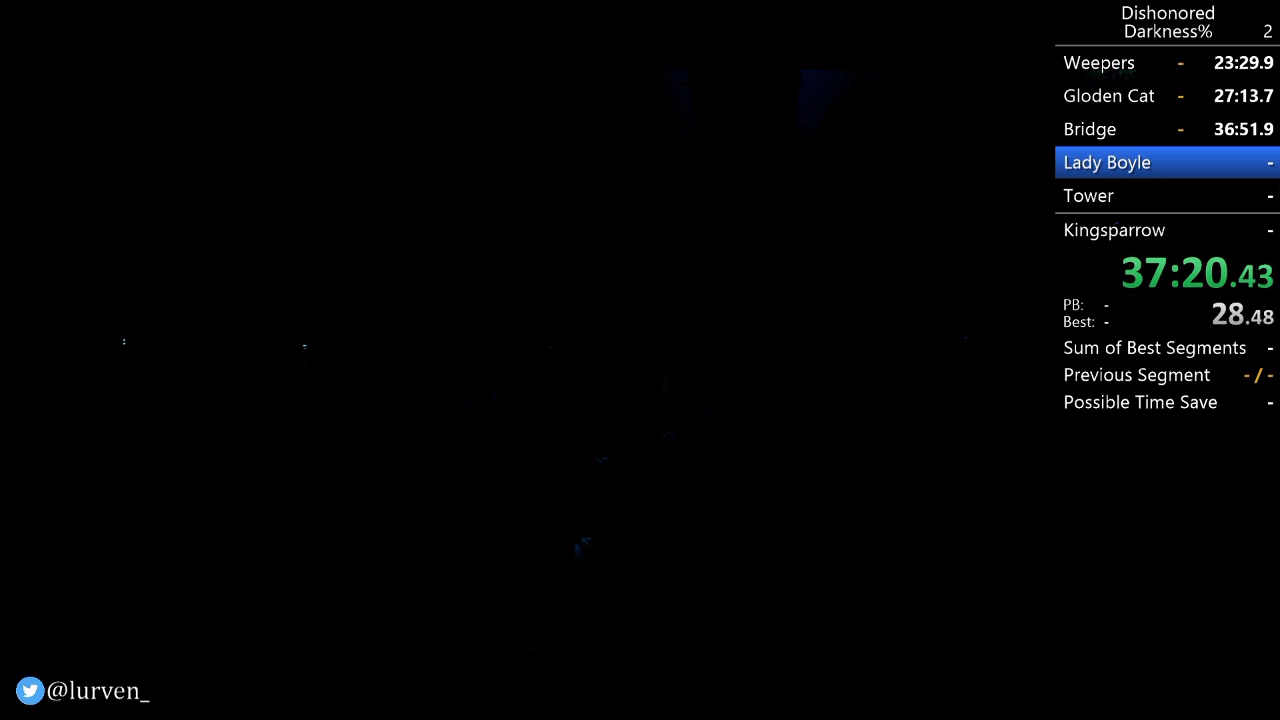 Dishonored
Darkness% 2
Weepers - 23:29.9
Gloden Cat - 27:13.7
Bridge - 36:51.9
Lady Boyle -
Tower -
Kingsparrow -
37:20.43
PB: -
Best: -
28.48
Sum of Best Segments -
Previous Segment - / -
Possible Time Save -
@lurven_